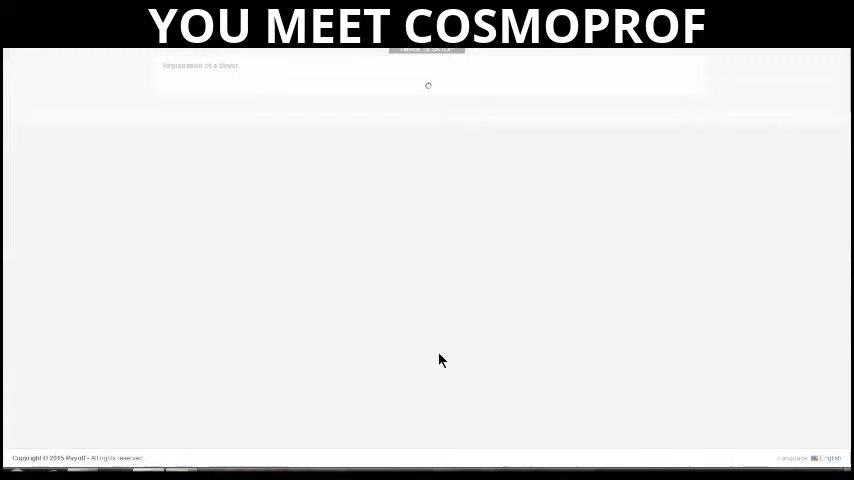 YOU MEET COSMOPROF
Registration of a Buyer
Copyright © 2015 Payoff - All rights reserved
Language: English